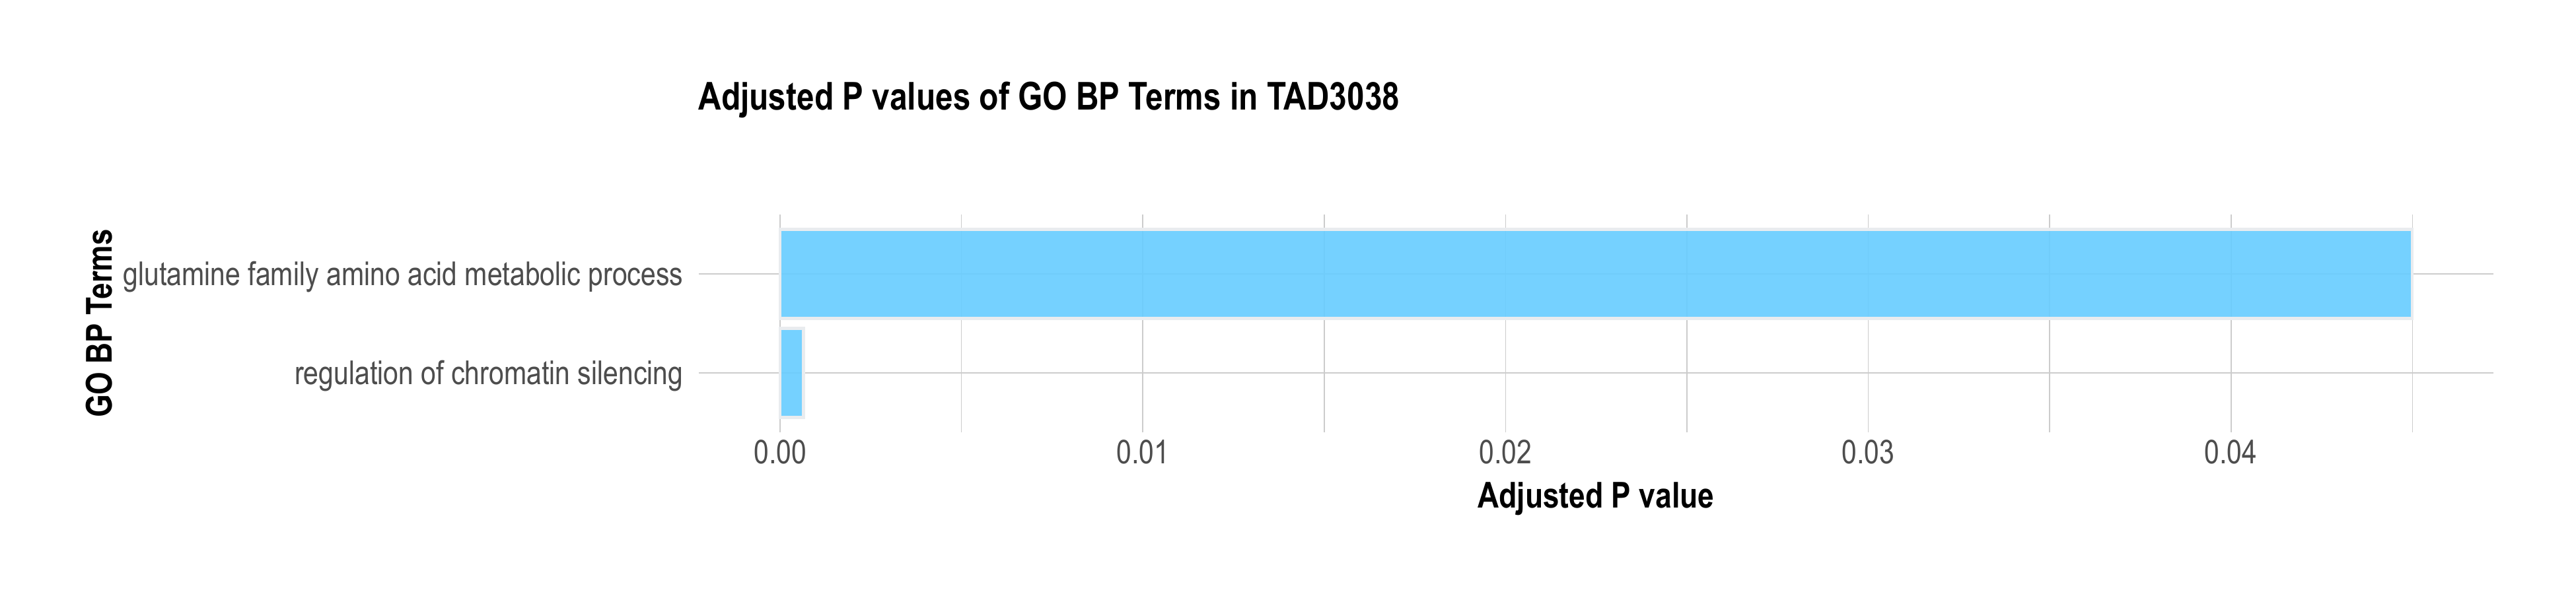 Adjusted P values of GO BP Terms in TAD3038
GO BP Terms
glutamine family amino acid metabolic process
regulation of chromatin silencing
0.00 0.01 0.02 0.03 0.04
Adjusted P value